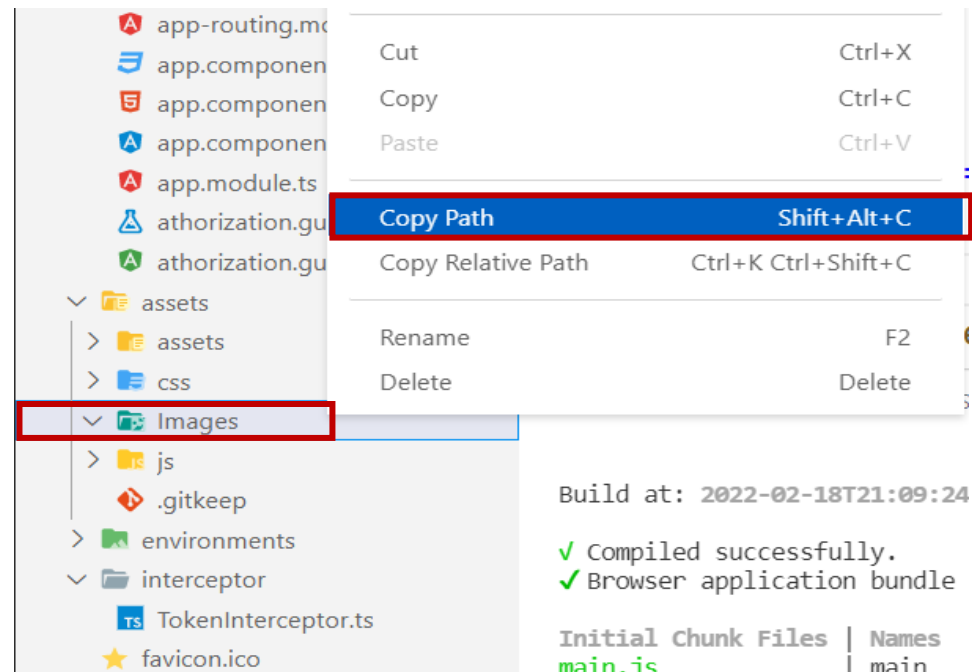 app-routing.mo
app.componen
app.componen
app.componen
app.module.ts
athorization.gu
athorization.gu
assets
assets
css
Images
js
.gitkeep
environments
interceptor
TS TokenInterceptor.ts
favicon.ico
Cut Ctrl+X
Copy Ctrl+C
Paste Ctrl+V
Copy Path Shift+Alt+C
Copy Relative Path Ctrl+K Ctrl+Shift+C
Rename F2
Delete Delete
Build at: 2022-02-18T21:09:24
√ Compiled successfully.
✔ Browser application bundle
Initial Chunk Files | Names
main.js | main